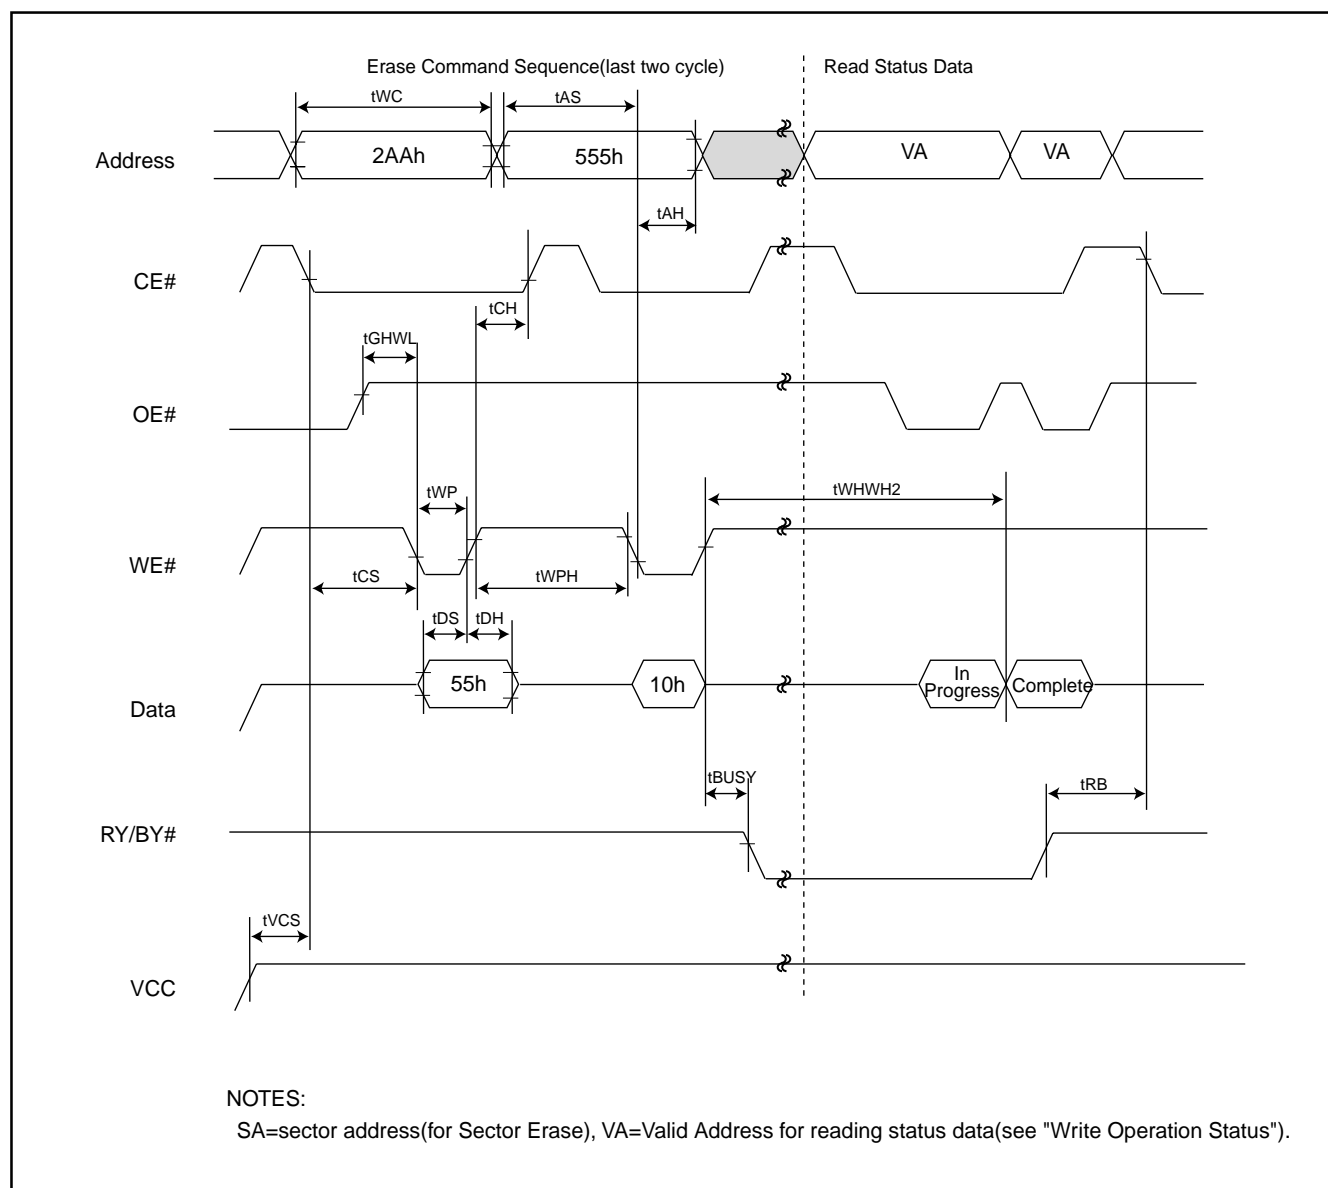 Erase Command Sequence(last two cycle)
Read Status Data
tWC
tAS
Address
2AAh
555h
VA
VA
tAH
CE#
tCH
tGHWL
OE#
tWP
tWHWH2
WE#
tCS
tWPH
tDS
tDH
Data
55h
10h
In
Progress
Complete
tBUSY
tRB
RY/BY#
tVCS
VCC
NOTES:
SA=sector address(for Sector Erase), VA=Valid Address for reading status data(see "Write Operation Status").